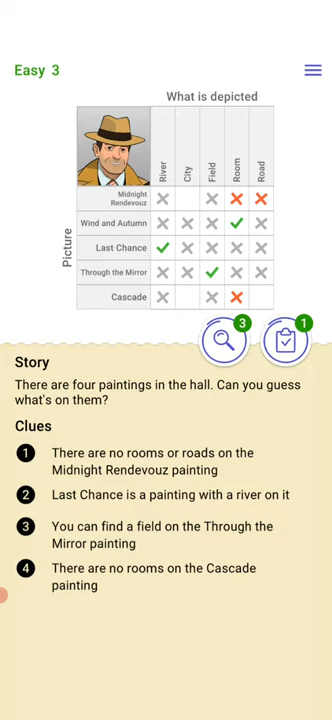 Easy 3
What is depicted
River
City
Field
Room
Road
Picture
Midnight
Rendevouz
Wind and Autumn
Last Chance
Through the Mirror
Cascade
3
1
Story
There are four paintings in the hall. Can you guess
what's on them?
Clues
1 There are no rooms or roads on the
Midnight Rendevouz painting
2 Last Chance is a painting with a river on it
3 You can find a field on the Through the
Mirror painting
4 There are no rooms on the Cascade
painting